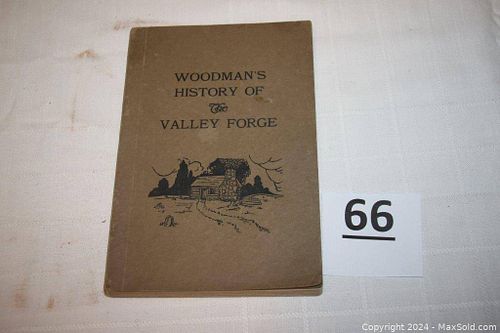 WOODMAN'S
HISTORY OF
The
VALLEY FORGE
66
Copyright 2024 - MaxSold.com